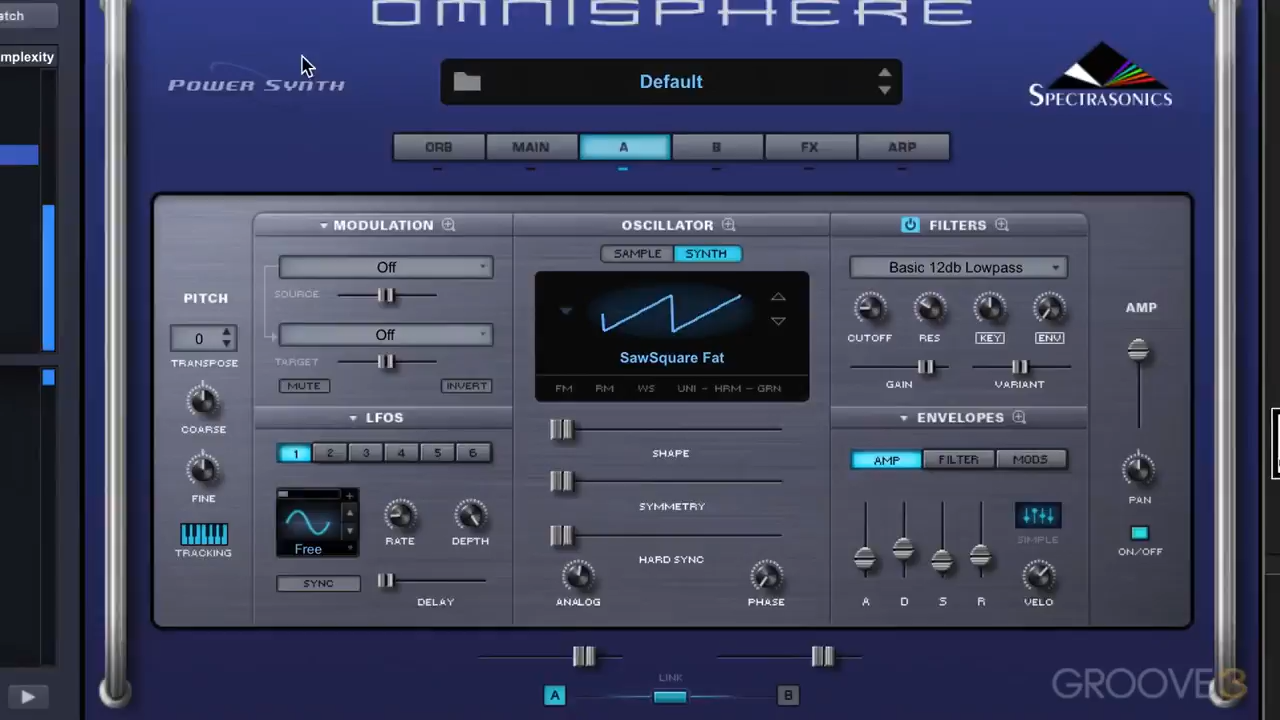 atch
OMNISPHERE
mplexity
POWER SYNTH
Default
SPECTRASONICS
ORB MAIN A B FX ARP
MODULATION
OSCILLATOR
FILTERS
SAMPLE SYNTH
Off
Basic 12db Lowpass
SOURCE
PITCH
0
TRANSPOSE
Off
TARGET
MUTE INVERT
SawSquare Fat
FM RM WS UNI - HRM - GRN
CUTOFF RES KEY ENV
GAIN VARIANT
AMP
COARSE
LFOS
1 2 3 4 5 6
SHAPE
ENVELOPES
AMP FILTER MODS
FINE
TRACKING
Free
RATE DEPTH
SYNC
DELAY
SYMMETRY
HARD SYNC
ANALOG PHASE
SIMPLE
A D S R VELO
PAN
ON/OFF
LINK
A B
GROOVE3